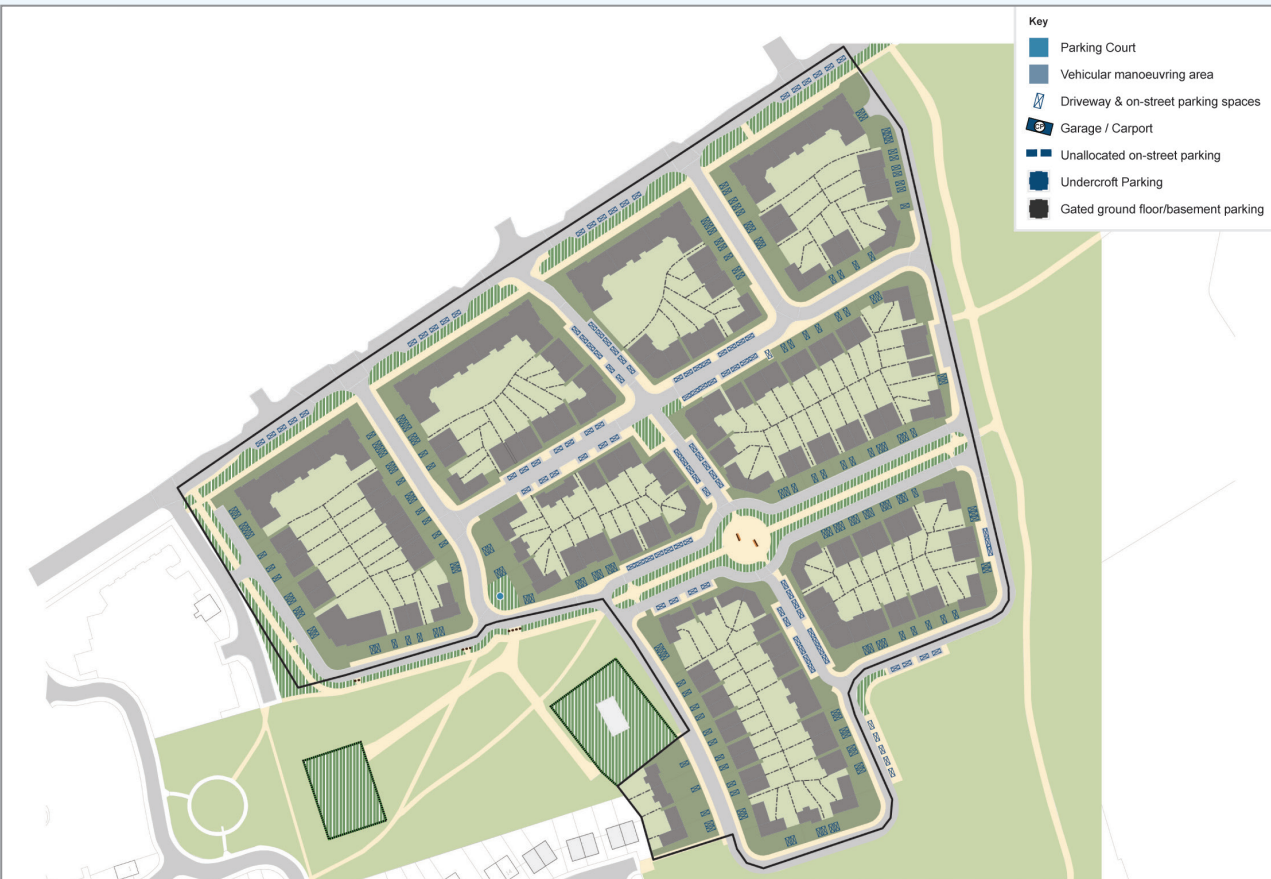 Key
Parking Court
Vehicular manoeuvring area
Driveway & on-street parking spaces
Garage / Carport
Unallocated on-street parking
Undercroft Parking
Gated ground floor/basement parking